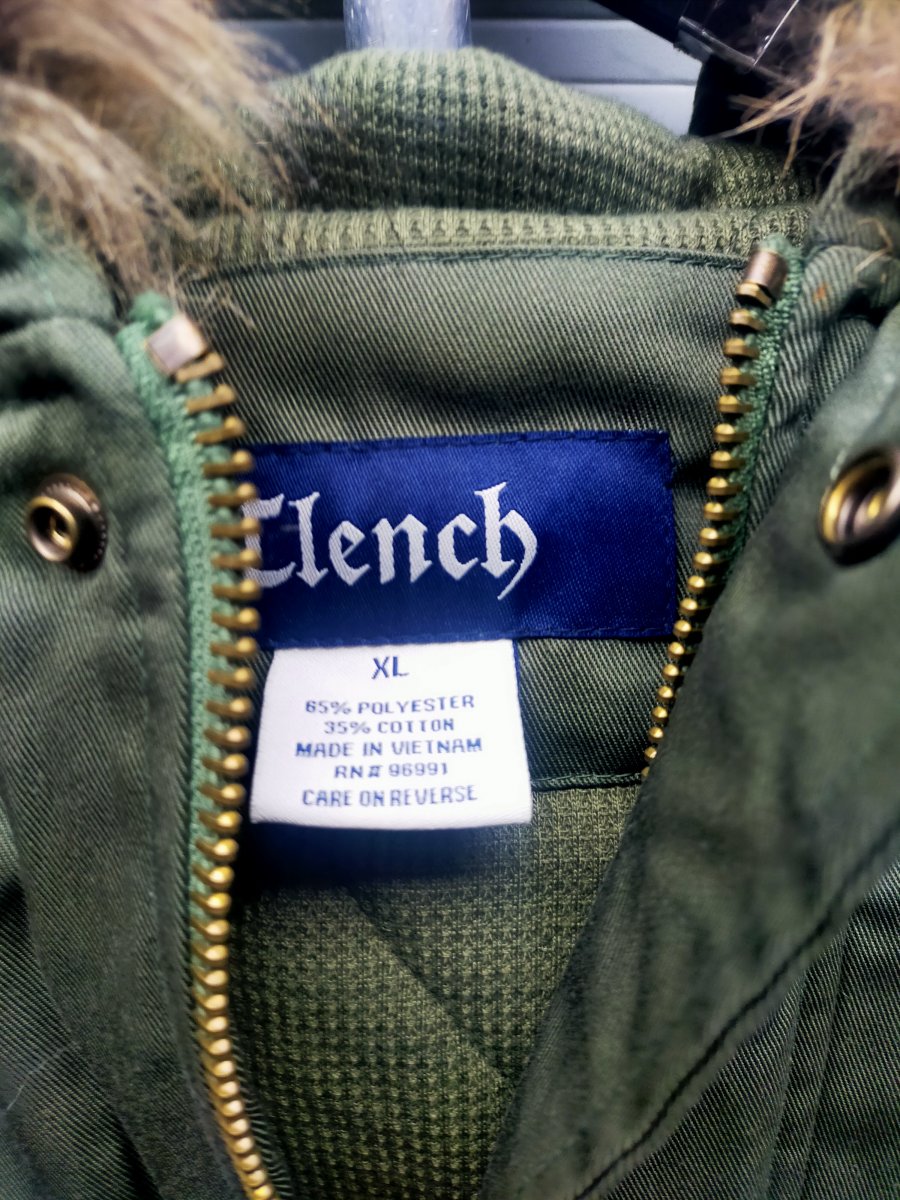 Clench
XL
65% POLYESTER
35% COTTON
MADE IN VIETNAM
RN# 96991
CARE ON REVERSE